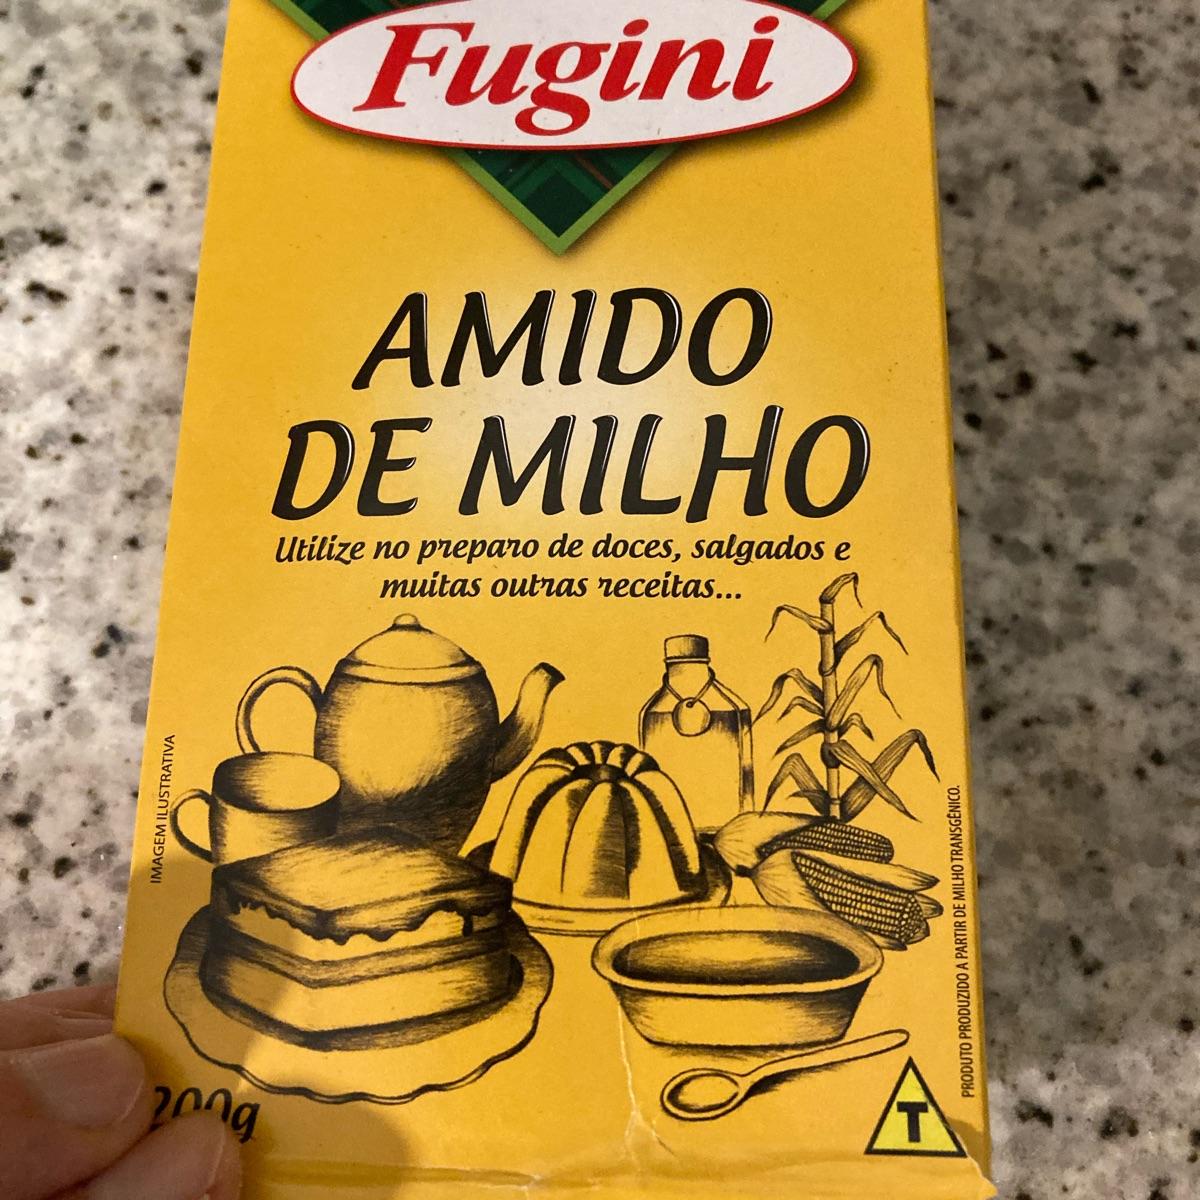 Fugini
AMIDO
DE MILHO
Utilize no preparo de doces, salgados e
muitas outras receitas...
IMAGEM ILUSTRATIVA
PRODUTO PRODUZIDO A PARTIR DE MILHO TRANSGÊNICO.
200g
T